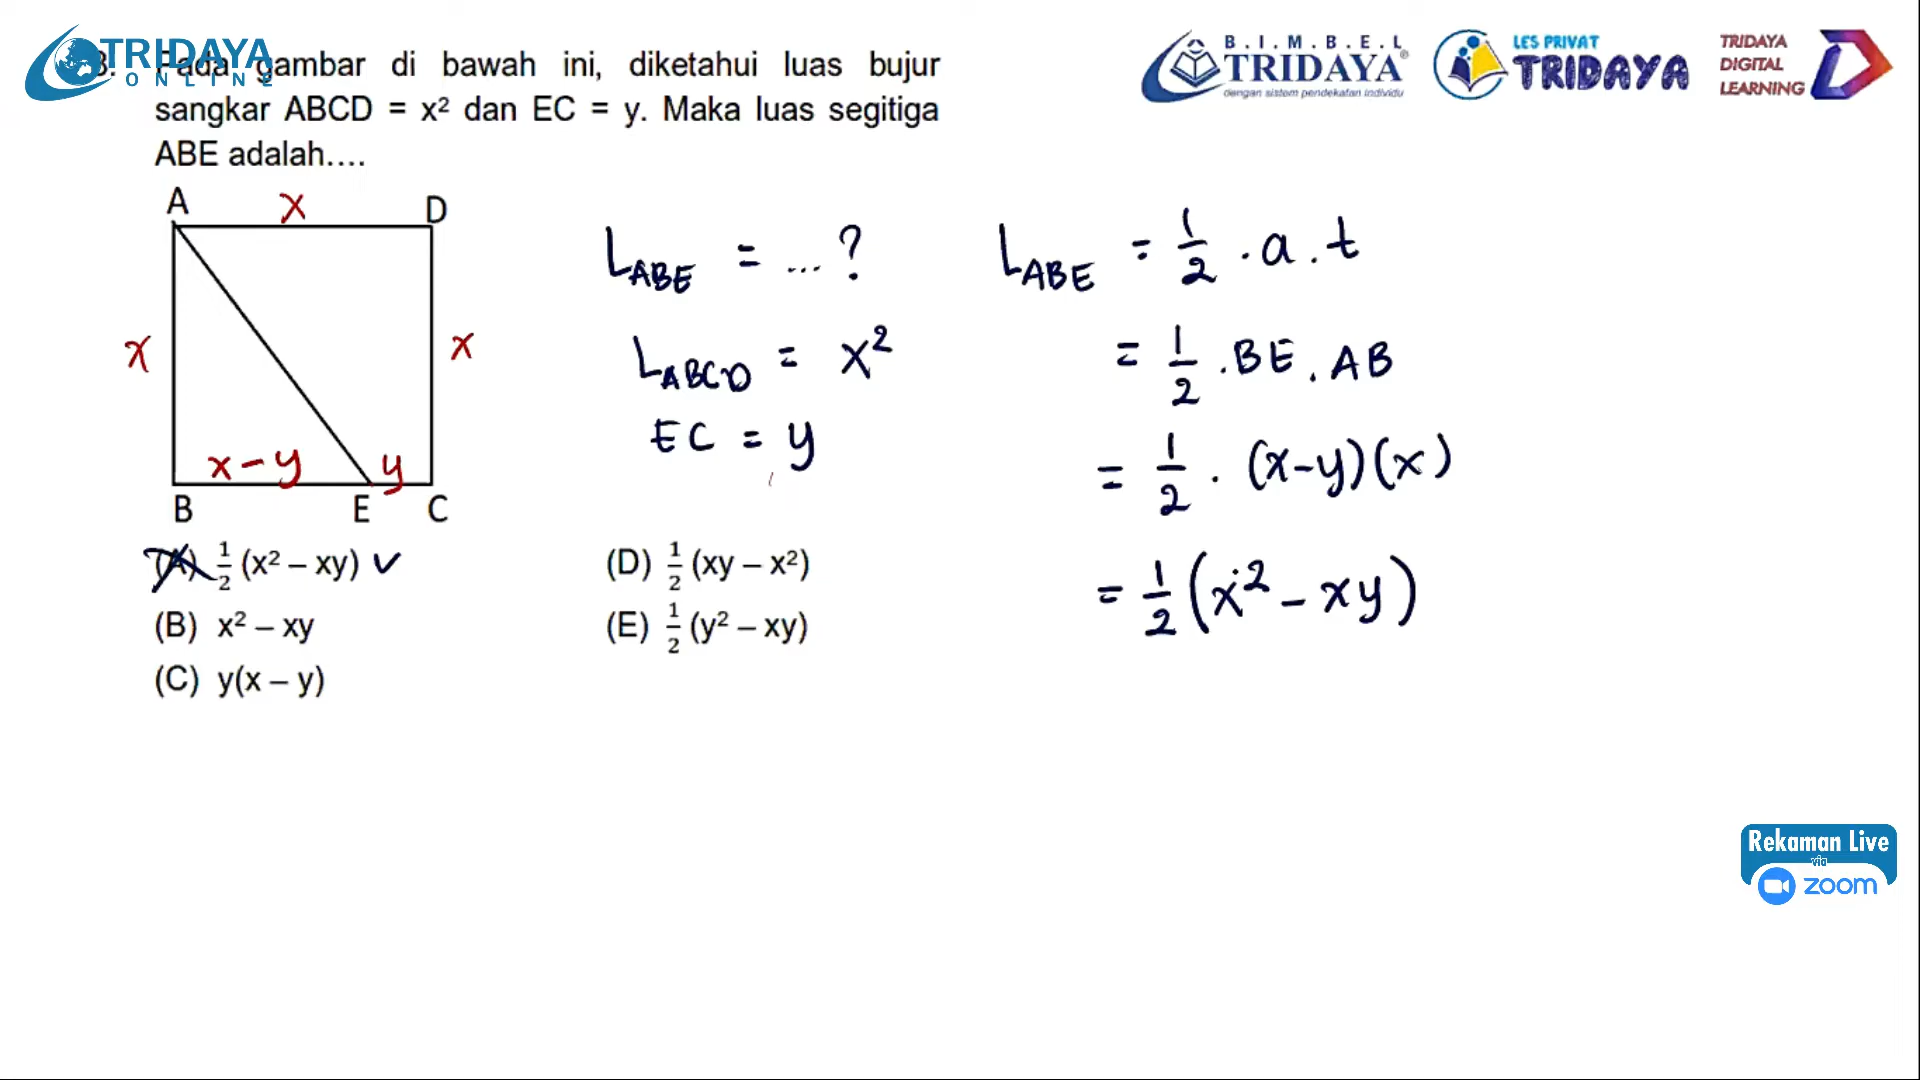 TRIDAYA
ONLINE
B.I.M.B.E.L
TRIDAYA®
dengan sistem pendekatan individu
LES PRIVAT
TRIDAYA
TRIDAYA
DIGITAL
LEARNING
3. Pada gambar di bawah ini, diketahui luas bujur
sangkar ABCD = x² dan EC = y. Maka luas segitiga
ABE adalah....
A x D
x x
x - y y
B E C
(A) ½ (x² – xy) ✓
(B) x² – xy
(C) y(x – y)
(D) ½ (xy – x²)
(E) ½ (y² – xy)
L_ABE = ... ?
L_ABCD = x²
EC = y
L_ABE = ½ . a . t
= ½ . BE . AB
= ½ . (x-y)(x)
= ½ (x² - xy)
Rekaman Live
via
zoom